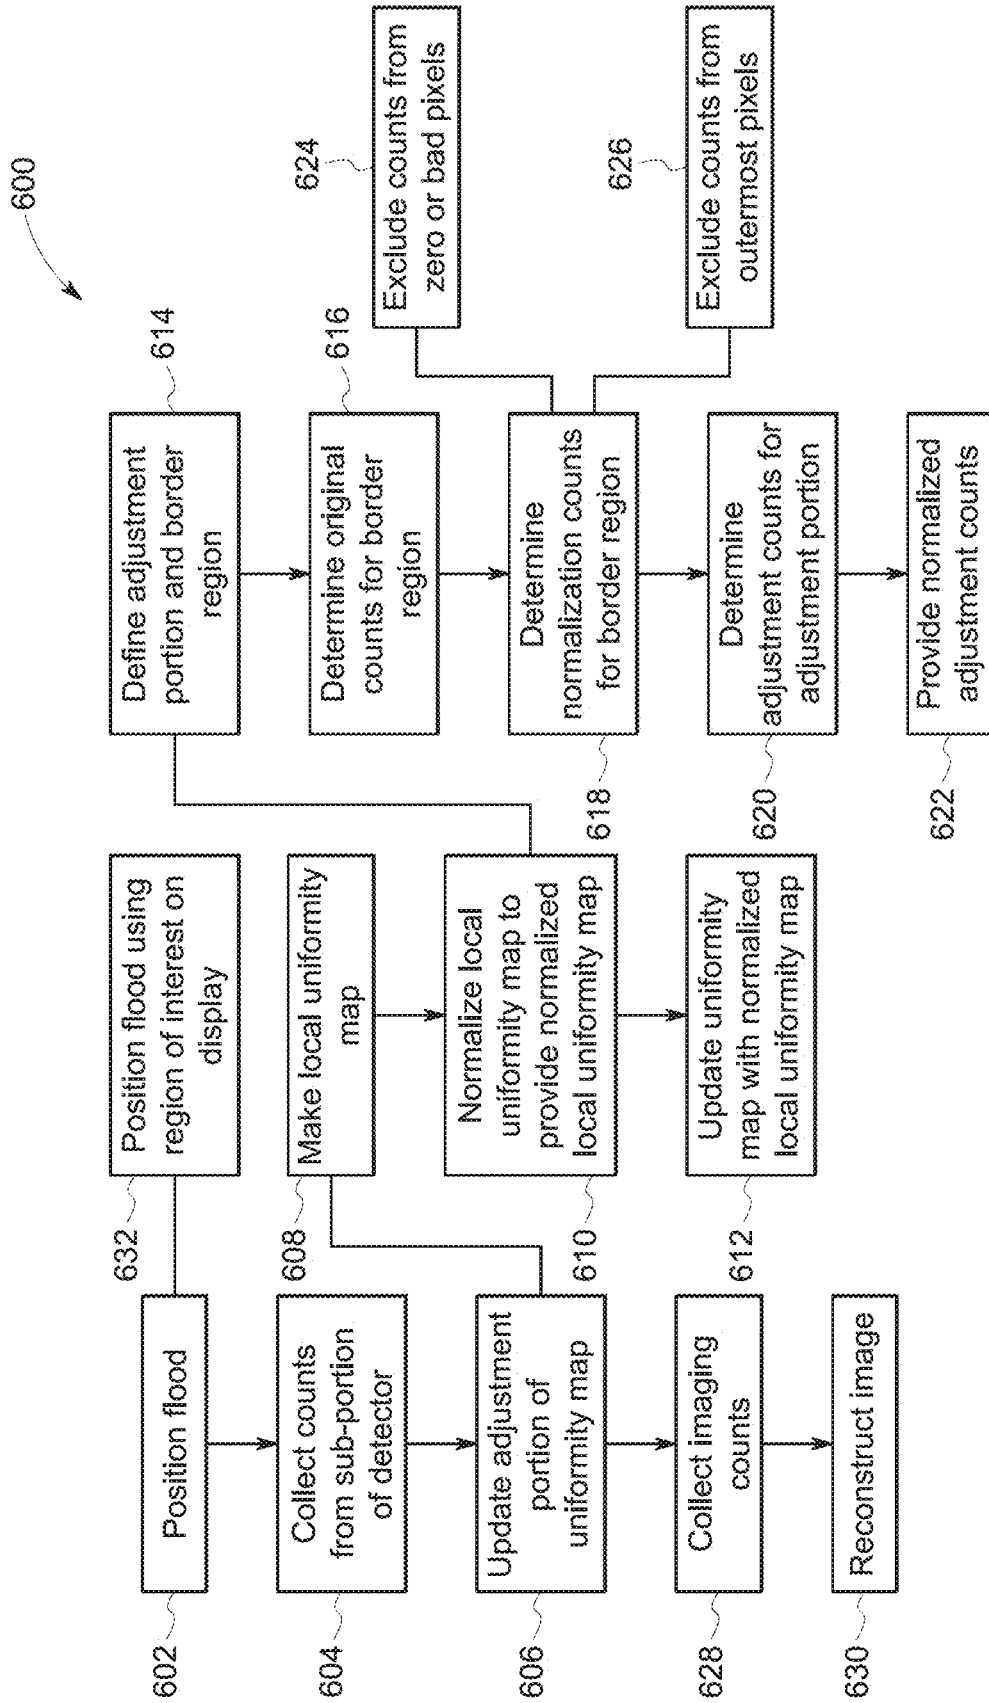 600
602
Position flood
604
Collect counts
from sub-portion
of detector
606
Update adjustment
portion of
uniformity map
628
Collect imaging
counts
630
Reconstruct image
632
Position flood using
region of interest on
display
608
Make local uniformity
map
610
Normalize local
uniformity map to
provide normalized
local uniformity map
612
Update uniformity
map with normalized
local uniformity map
614
Define adjustment
portion and border
region
616
Determine original
counts for border
region
618
Determine
normalization counts
for border region
620
Determine
adjustment counts for
adjustment portion
622
Provide normalized
adjustment counts
624
Exclude counts from
zero or bad pixels
626
Exclude counts from
outermost pixels